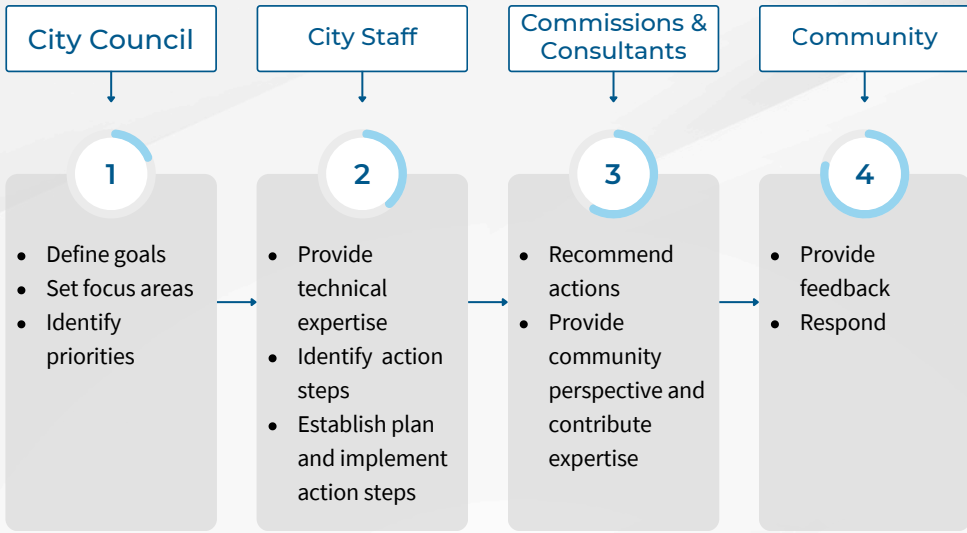 City Council
City Staff
Commissions &
Consultants
Community
1
• Define goals
• Set focus areas
• Identify
priorities
2
• Provide
technical
expertise
• Identify action
steps
• Establish plan
and implement
action steps
3
• Recommend
actions
• Provide
community
perspective and
contribute
expertise
4
• Provide
feedback
• Respond